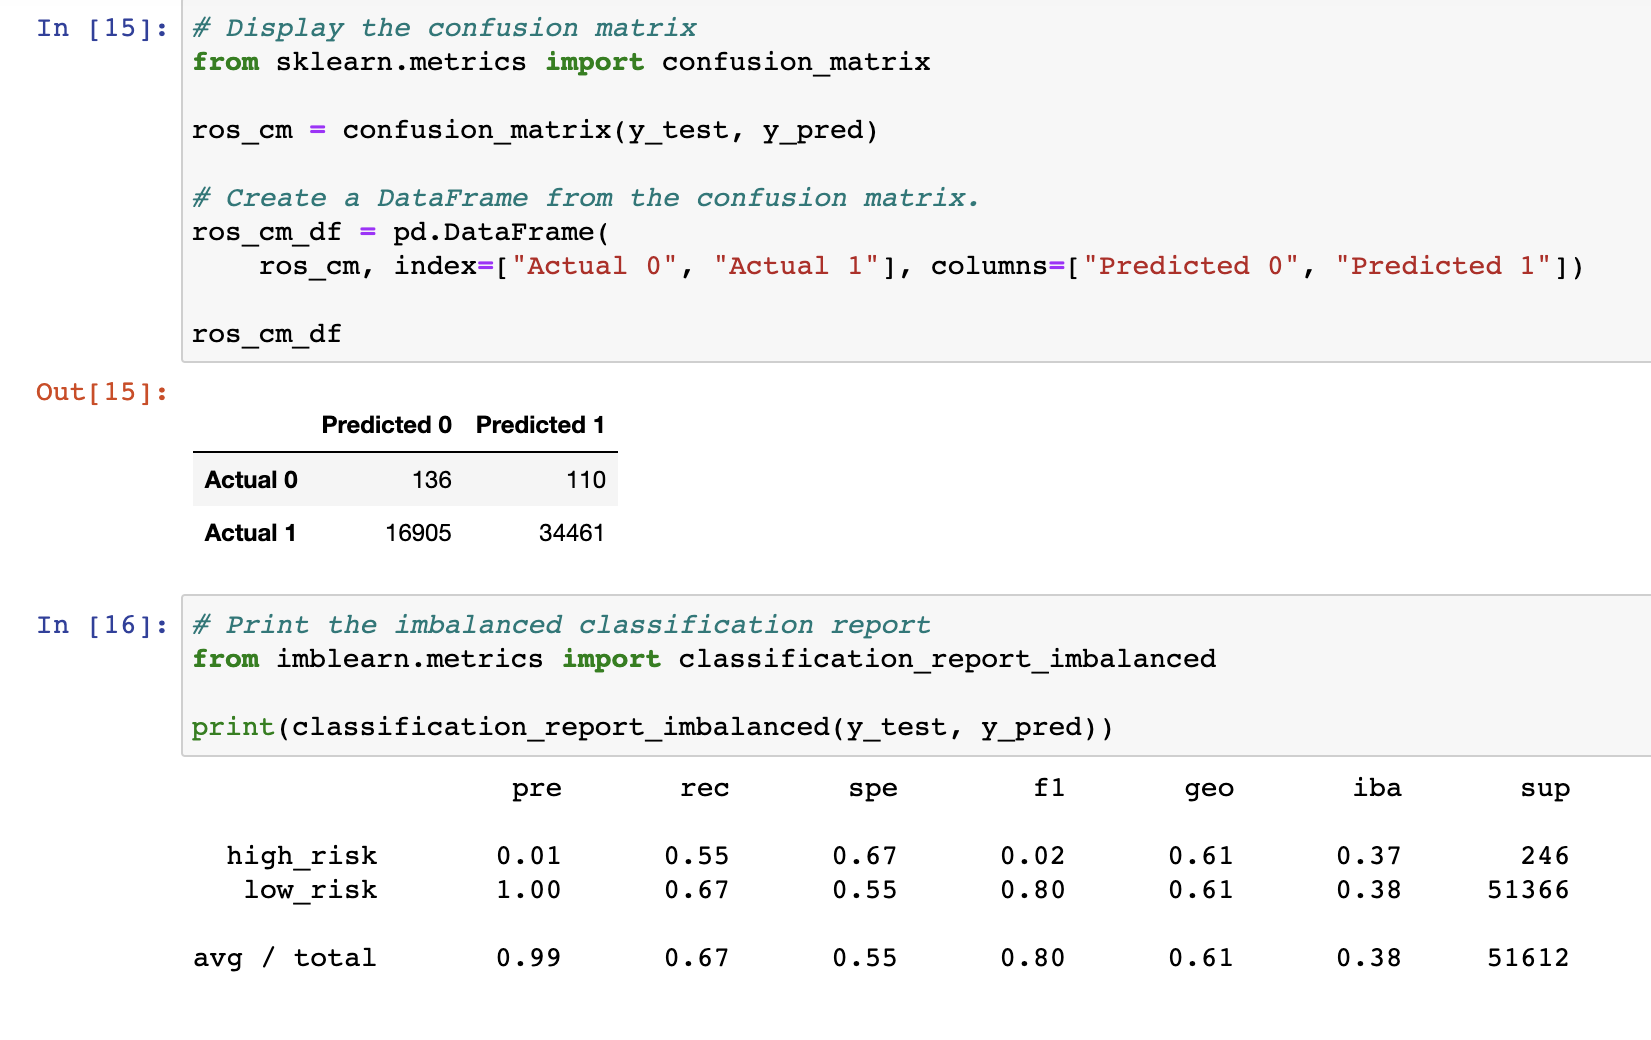 In [15]: # Display the confusion matrix
from sklearn.metrics import confusion_matrix
ros_cm = confusion_matrix(y_test, y_pred)
# Create a DataFrame from the confusion matrix.
ros_cm_df = pd.DataFrame(
    ros_cm, index=["Actual 0", "Actual 1"], columns=["Predicted 0", "Predicted 1"])
ros_cm_df
Out[15]:
Predicted 0 Predicted 1
Actual 0 136 110
Actual 1 16905 34461
In [16]: # Print the imbalanced classification report
from imblearn.metrics import classification_report_imbalanced
print(classification_report_imbalanced(y_test, y_pred))
pre rec spe f1 geo iba sup
high_risk 0.01 0.55 0.67 0.02 0.61 0.37 246
low_risk 1.00 0.67 0.55 0.80 0.61 0.38 51366
avg / total 0.99 0.67 0.55 0.80 0.61 0.38 51612